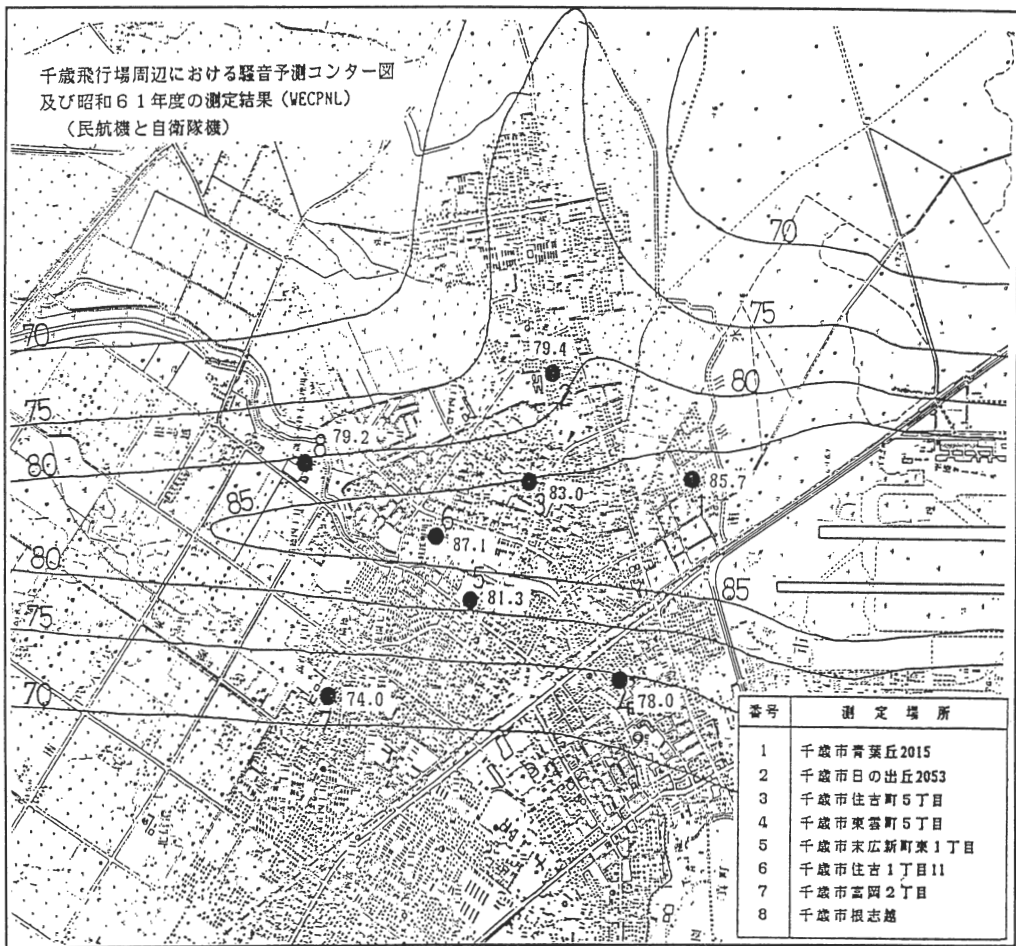 千歳飛行場周辺における騒音予測コンター図
及び昭和61年度の測定結果（WECPNL）
（民航機と自衛隊機）
70
75
79.4
80
70
75
79.2
8
80
85.7
83.0
1
3
85
6
87.1
80
5
81.3
85
75
74.0
78.0
70
7
4
番号 測定場所
1 千歳市青葉丘2015
2 千歳市日の出丘2053
3 千歳市住吉町5丁目
4 千歳市東雲町5丁目
5 千歳市末広新町東1丁目
6 千歳市住吉1丁目11
7 千歳市富岡2丁目
8 千歳市根志越